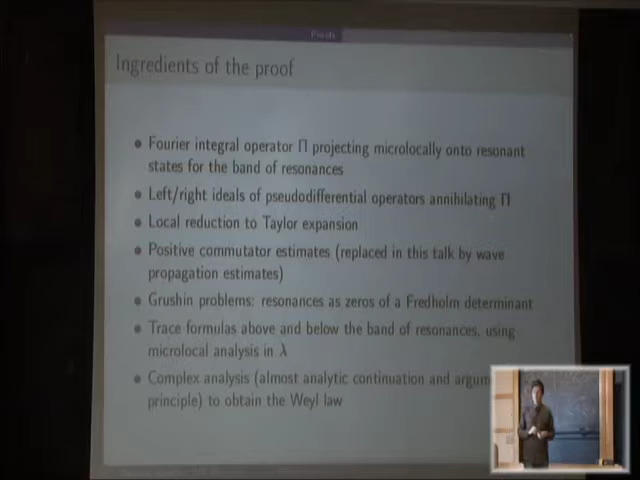 Proofs
Ingredients of the proof
• Fourier integral operator Π projecting microlocally onto resonant
states for the band of resonances
• Left/right ideals of pseudodifferential operators annihilating Π
• Local reduction to Taylor expansion
• Positive commutator estimates (replaced in this talk by wave
propagation estimates)
• Grushin problems: resonances as zeros of a Fredholm determinant
• Trace formulas above and below the band of resonances, using
microlocal analysis in λ
• Complex analysis (almost analytic continuation and argum
principle) to obtain the Weyl law